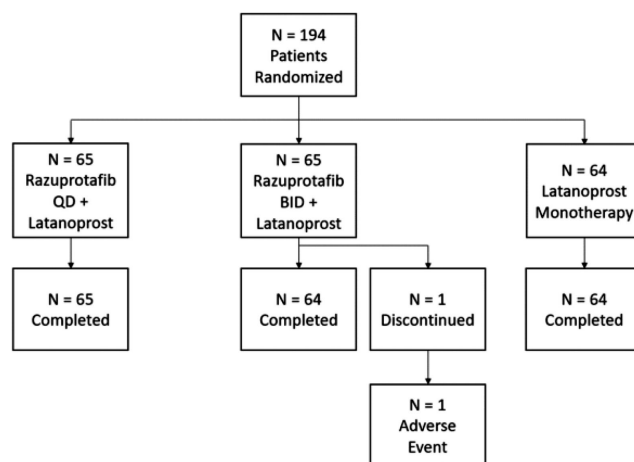 N = 194
Patients
Randomized
N = 65
Razuprotafib
QD +
Latanoprost
N = 65
Razuprotafib
BID +
Latanoprost
N = 64
Latanoprost
Monotherapy
N = 65
Completed
N = 64
Completed
N = 1
Discontinued
N = 64
Completed
N = 1
Adverse
Event